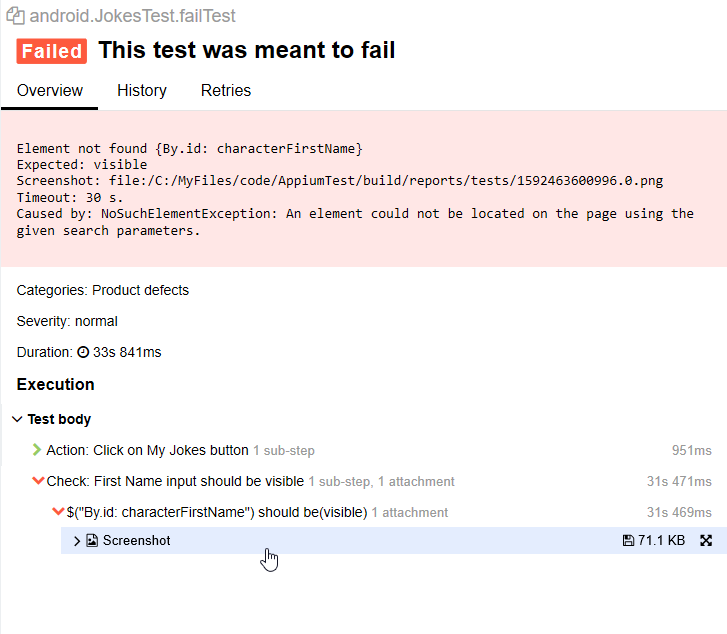 android.JokesTest.failTest
Failed This test was meant to fail
Overview History Retries
Element not found {By.id: characterFirstName}
Expected: visible
Screenshot: file:/C:/MyFiles/code/AppiumTest/build/reports/tests/1592463600996.0.png
Timeout: 30 s.
Caused by: NoSuchElementException: An element could not be located on the page using the
given search parameters.
Categories: Product defects
Severity: normal
Duration: 33s 841ms
Execution
Test body
Action: Click on My Jokes button 1 sub-step 951ms
Check: First Name input should be visible 1 sub-step, 1 attachment 31s 471ms
$("By.id: characterFirstName") should be(visible) 1 attachment 31s 469ms
Screenshot 71.1 KB